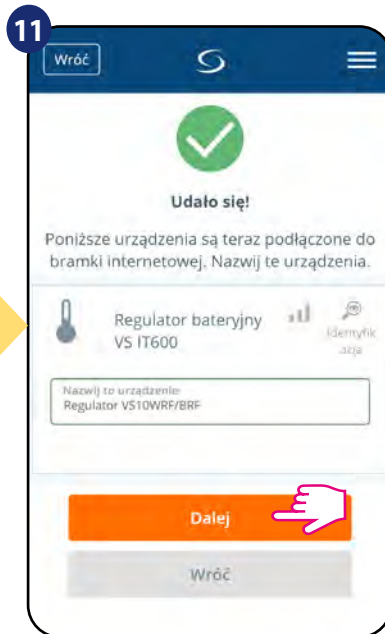 11
Wróć
Udało się!
Poniższe urządzenia są teraz podłączone do
bramki internetowej. Nazwij te urządzenia.
Regulator bateryjny
VS IT600
Identyfik
acja
Nazwij to urządzenie:
Regulator VS10WRF/BRF
Dalej
Wróć